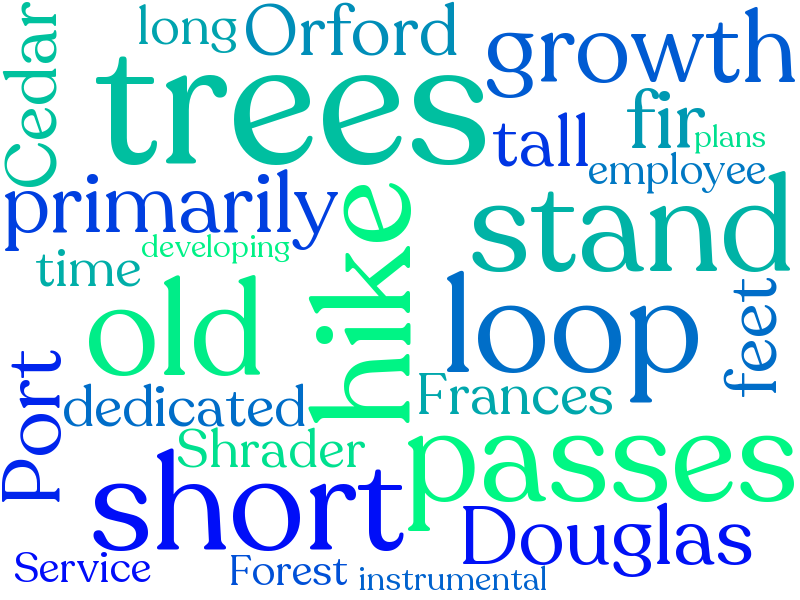 Cedar
long
Orford
growth
trees
tall
fir
plans
employee
primarily
developing
time
hike
stand
old
loop
feet
Port
dedicated
Frances
Shrader
passes
short
Douglas
Service
Forest
instrumental